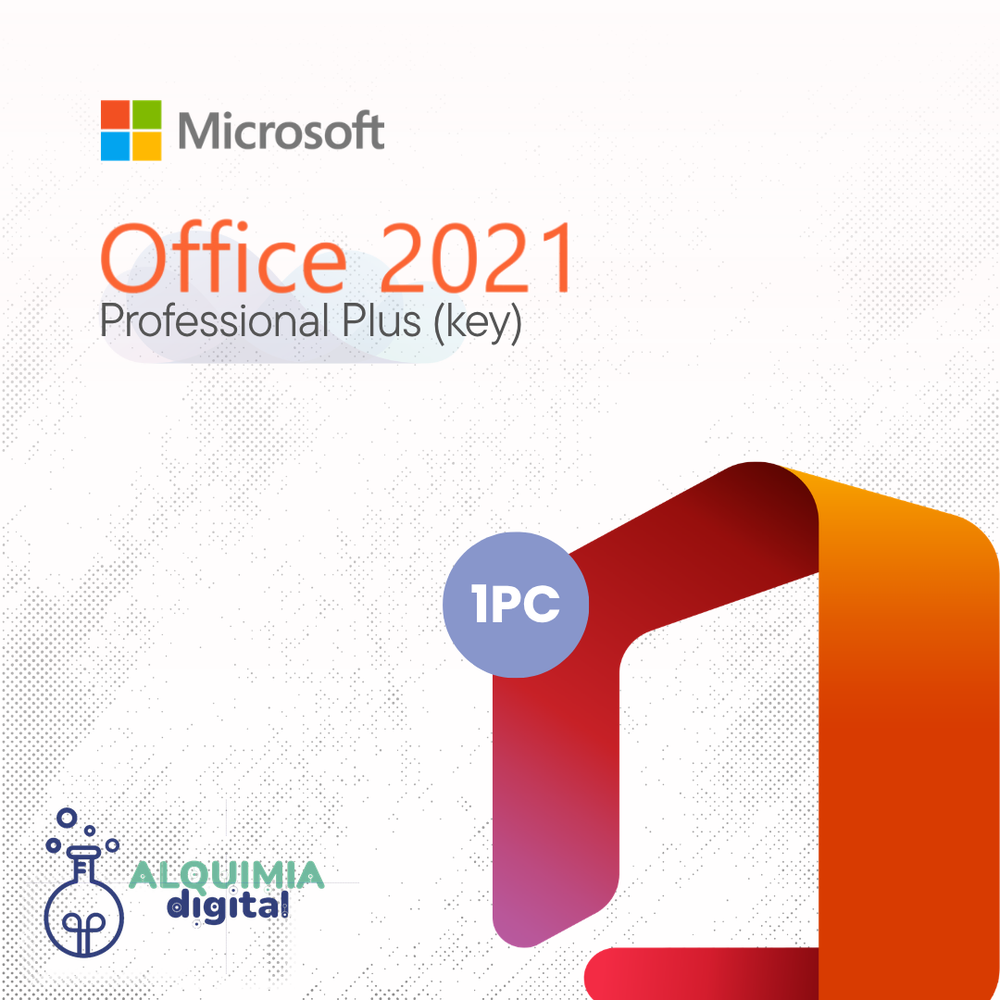 Microsoft
Office 2021
Professional Plus (key)
1PC
ALQUIMIA
digital